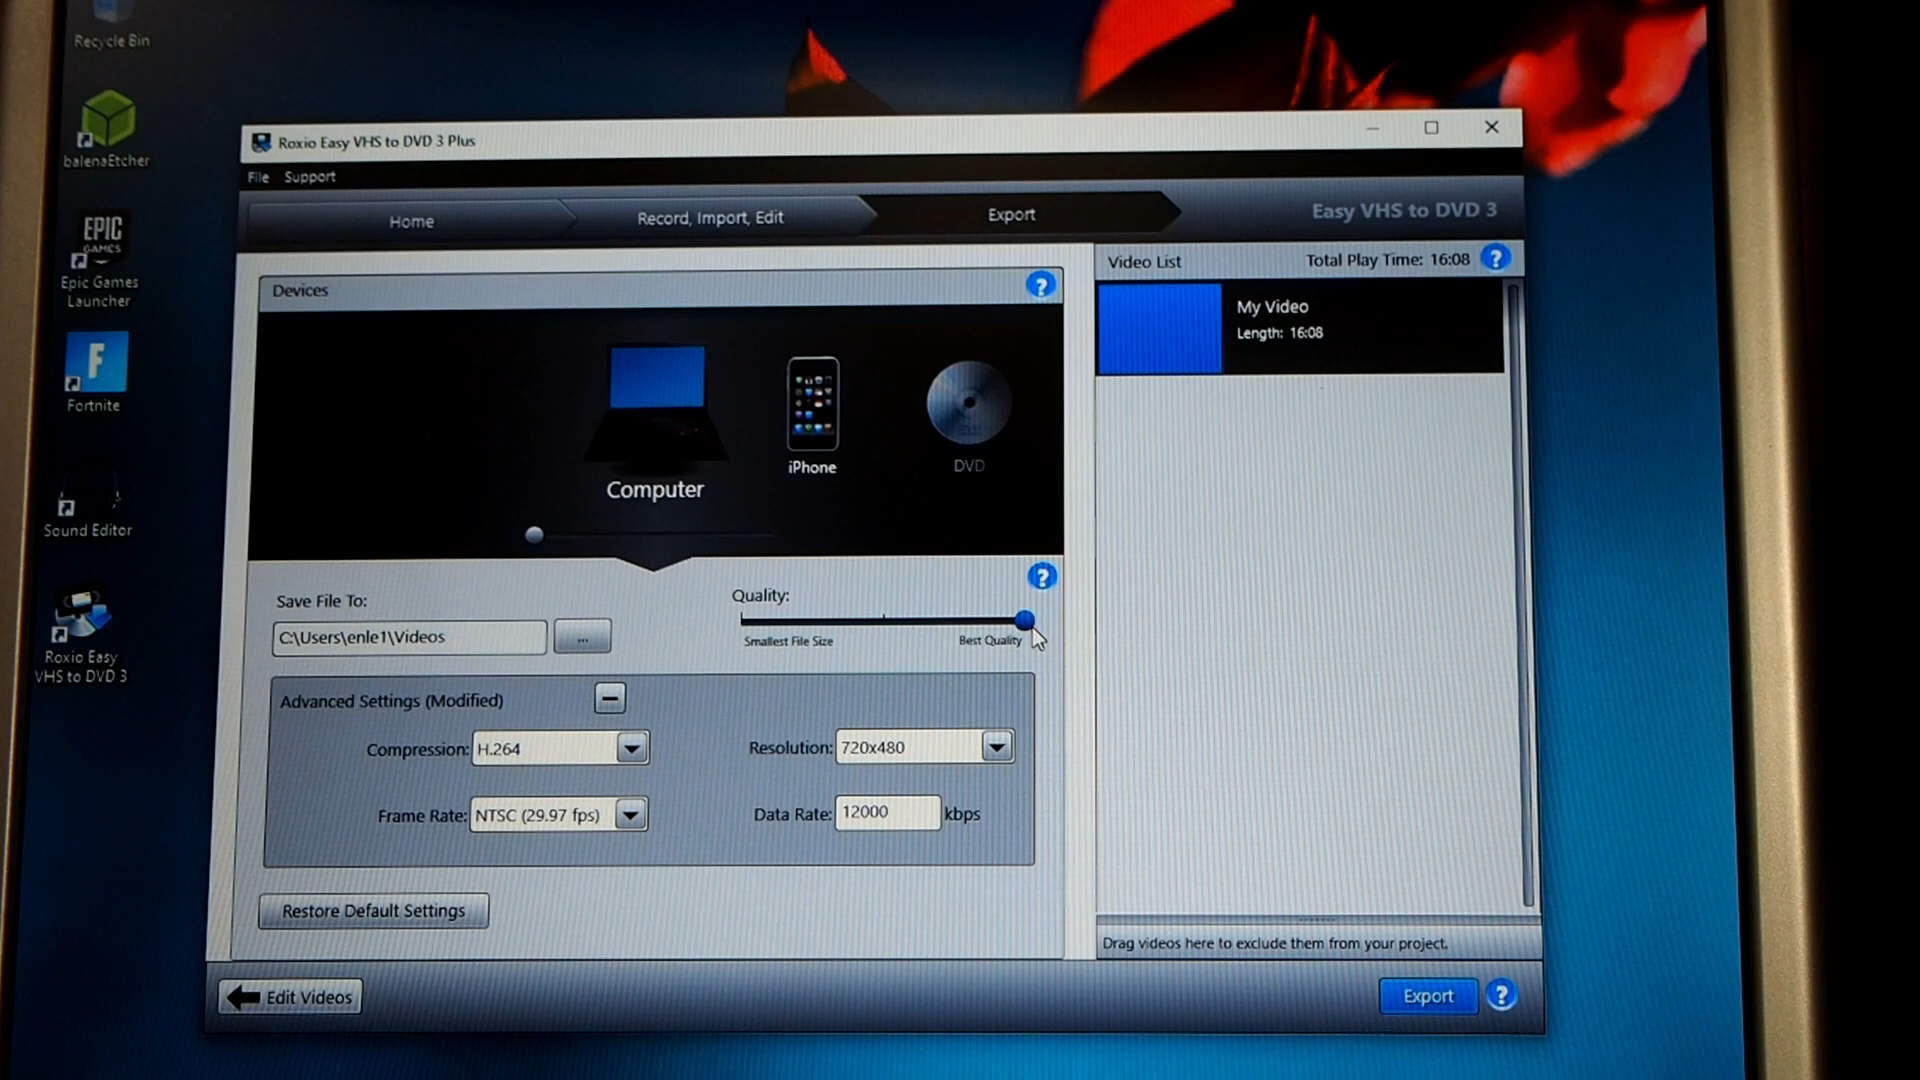 Recycle Bin
balenaEtcher
EPIC
GAMES
Epic Games
Launcher
F
Fortnite
Sound Editor
Roxio Easy
VHS to DVD 3
Roxio Easy VHS to DVD 3 Plus
File Support
Home
Record, Import, Edit
Export
Easy VHS to DVD 3
Devices
?
Computer
iPhone
DVD
Save File To:
C:\Users\enle1\Videos
...
Quality:
?
Smallest File Size
Best Quality
Advanced Settings (Modified)
Compression: H.264
Resolution: 720x480
Frame Rate: NTSC (29.97 fps)
Data Rate: 12000 kbps
Restore Default Settings
Video List
Total Play Time: 16:08
?
My Video
Length: 16:08
Drag videos here to exclude them from your project.
Edit Videos
Export
?